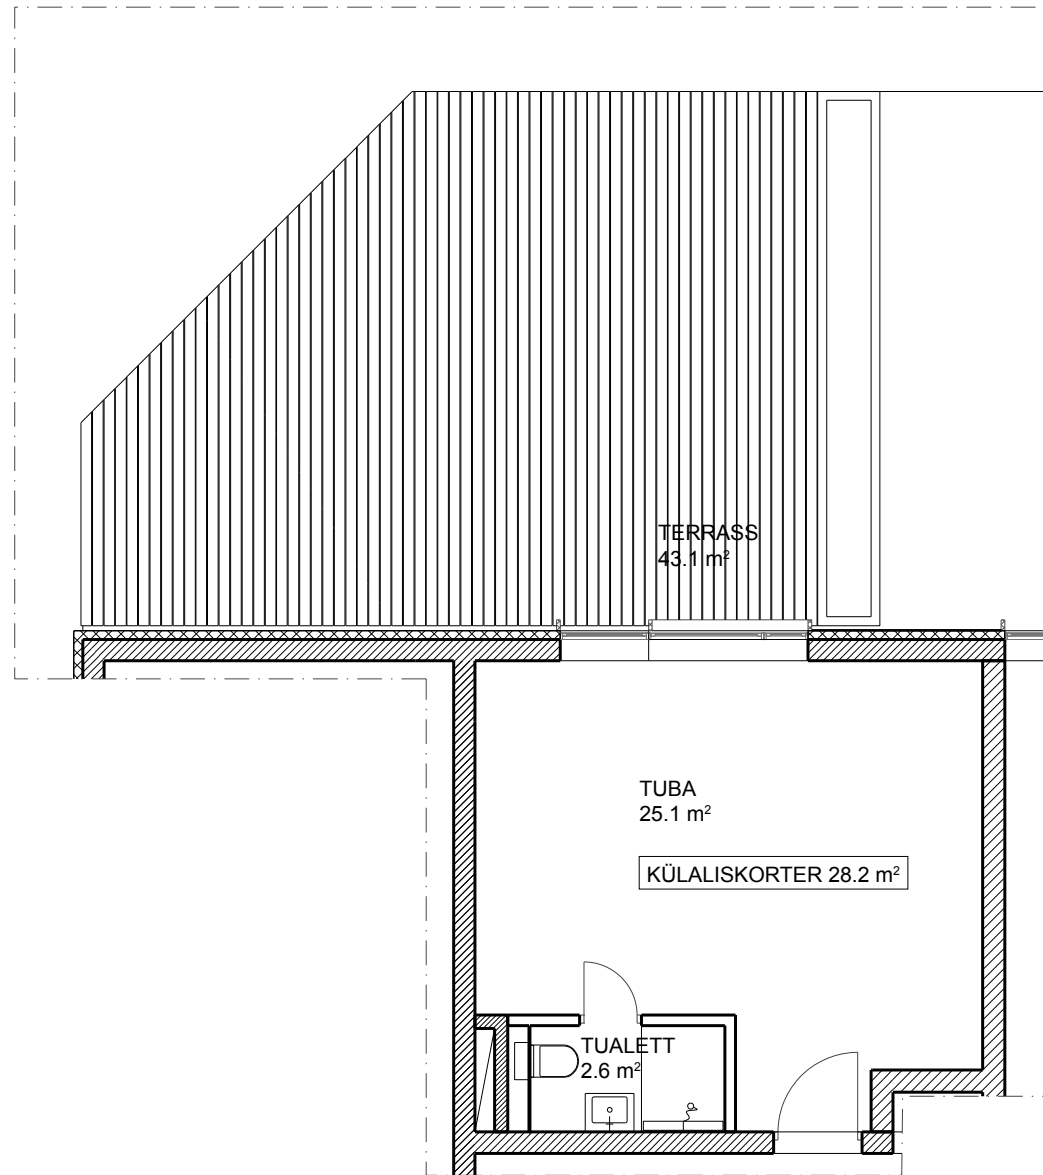 TERRASS
43.1 m²
TUBA
25.1 m²
KÜLALISKORTER 28.2 m²
TUALETT
2.6 m²